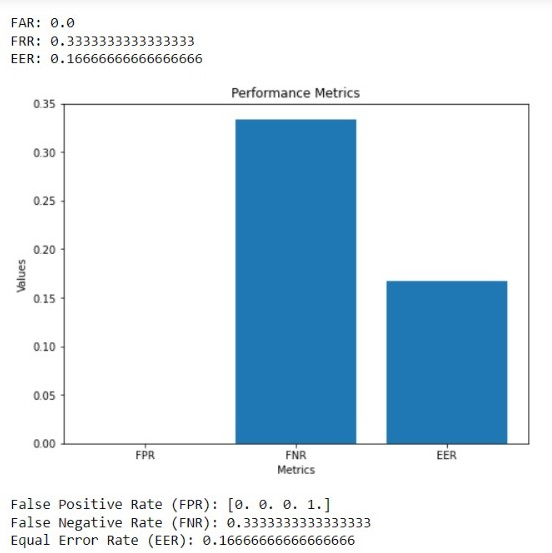 FAR: 0.0
FRR: 0.3333333333333333
EER: 0.16666666666666666
Performance Metrics
0.35
0.30
0.25
0.20
0.15
0.10
0.05
0.00
Values
FPR
FNR
EER
Metrics
False Positive Rate (FPR): [0. 0. 0. 1.]
False Negative Rate (FNR): 0.3333333333333333
Equal Error Rate (EER): 0.16666666666666666